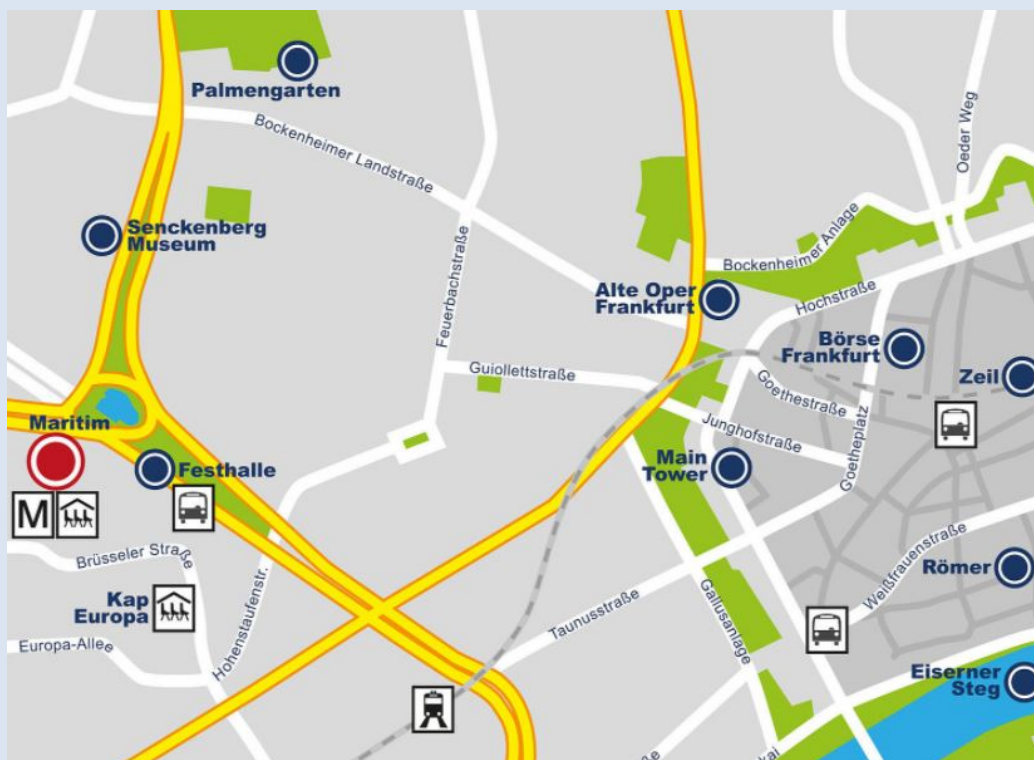 Palmengarten
Bockenheimer Landstraße
Oeder Weg
Senckenberg
Museum
Feuerbachstraße
Bockenheimer Anlage
Alte Oper
Frankfurt
Hochstraße
Börse
Frankfurt
Guiollettstraße
Goethestraße
Zeil
Maritim
Junghofstraße
Goetheplatz
Festhalle
Main
Tower
M
Brüsseler Straße
Weißfrauenstraße
Römer
Kap
Europa
Hohenstaufenstr.
Taunusstraße
Gallusanlage
Europa-Allee
Eiserner
Steg